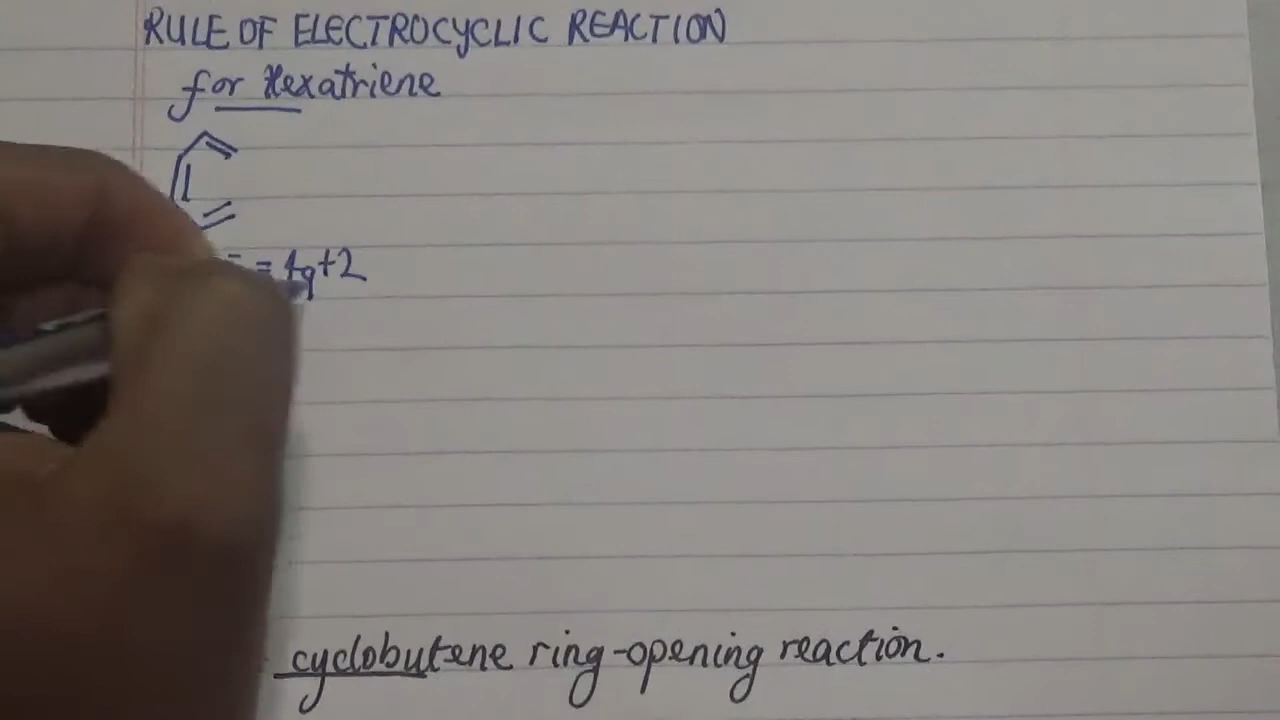 RULE OF ELECTROCYCLIC REACTION
for Hexatriene
= 4q+2
cyclobutene ring-opening reaction.